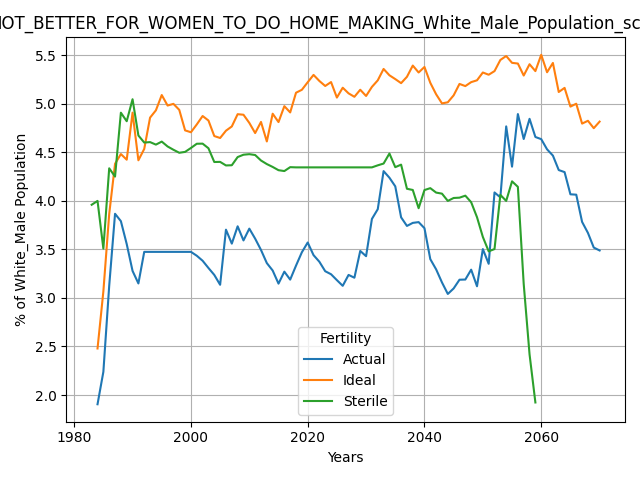 NOT_BETTER_FOR_WOMEN_TO_DO_HOME_MAKING_White_Male_Population_sc
% of White_Male Population
5.5
5.0
4.5
4.0
3.5
3.0
2.5
2.0
Fertility
Actual
Ideal
Sterile
1980
2000
2020
2040
2060
Years